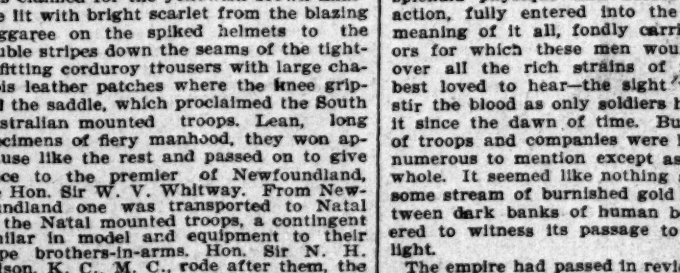 e lit with bright scarlet from the blazing
ggaree on the spiked helmets to the
uble stripes down the seams of the tight-
fitting corduroy trousers with large cha-
ois leather patches where the knee grip-
the saddle, which proclaimed the South
stralian mounted troops. Lean, long
ecimens of fiery manhood, they won ap-
use like the rest and passed on to give
ce to the premier of Newfoundland,
Hon. Sir W. V. Whitway. From New-
undland one was transported to Natal
the Natal mounted troops, a contingent
milar in model and equipment to their
pe brothers-in-arms. Hon. Sir N. H.
lson, K. C., M. C., rode after them, the
action, fully entered into the
meaning of it all, fondly carri
ors for which these men wou
over all the rich strains of
best loved to hear—the sight
stir the blood as only soldiers h
it since the dawn of time. Bu
of troops and companies were
numerous to mention except as
whole. It seemed like nothing
some stream of burnished gold
tween dark banks of human b
ered to witness its passage to
light.
The empire had passed in revie